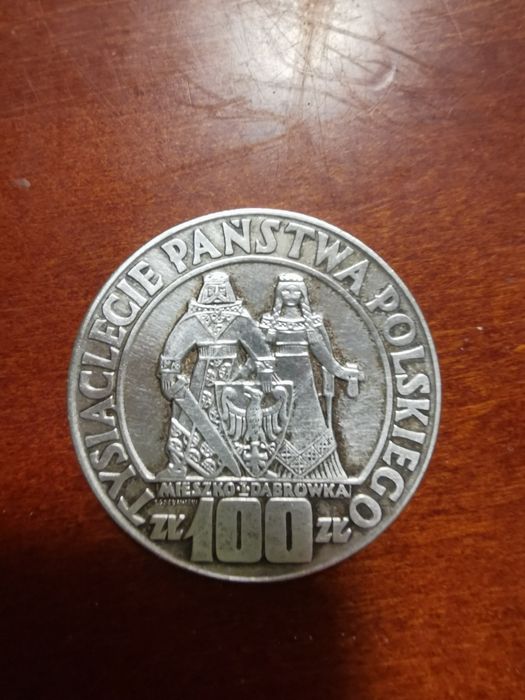 TYSIĄCLECIE PAŃSTWA POLSKIEGO
MIESZKO I DĄBRÓWKA
ZŁ 100 ZŁ